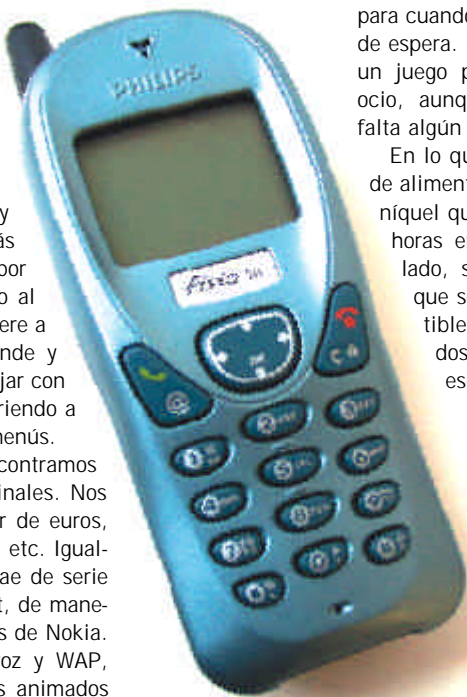 para cuando
de espera.
un juego p
ocio, aunq
falta algún
En lo qu
de aliment
níquel qu
horas e
lado, s
que s
tible
dos
es
y
ás
por
o al
ere a
nde y
jar con
riendo a
menús.
contramos
inales. Nos
r de euros,
etc. Igual-
ae de serie
t, de mane-
s de Nokia.
oz y WAP,
s animados
PHILIPS